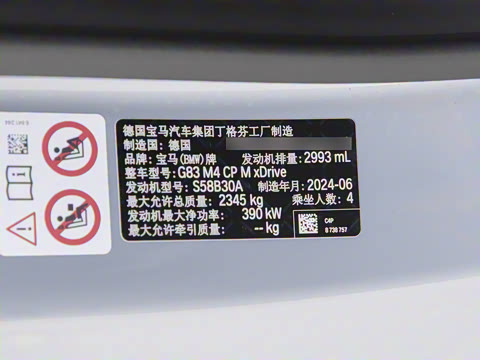 德国宝马汽车集团丁格芬工厂制造
制造国：德国
品牌：宝马(BMW)牌 发动机排量：2993 mL
整车型号：G83 M4 CP M xDrive
发动机型号：S58B30A 制造年月：2024-06
最大允许总质量：2345 kg 乘坐人数：4
发动机最大净功率：390 kW
最大允许牵引质量：-- kg
C4P
8 738 757